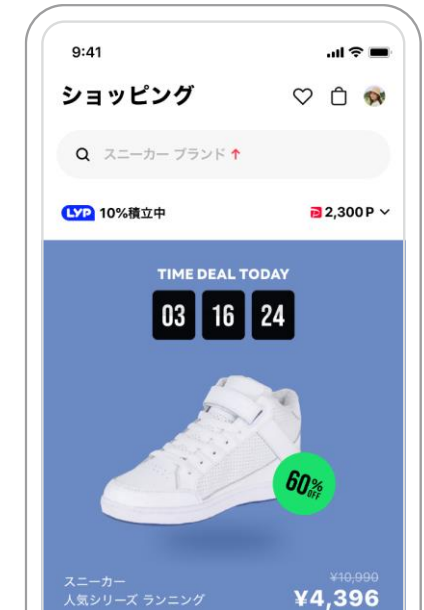 9:41
ショッピング
スニーカー ブランド ↑
LYP 10%積立中
2,300 P
TIME DEAL TODAY
03 16 24
60% OFF
スニーカー
¥10,990
人気シリーズ ランニング
¥4,396